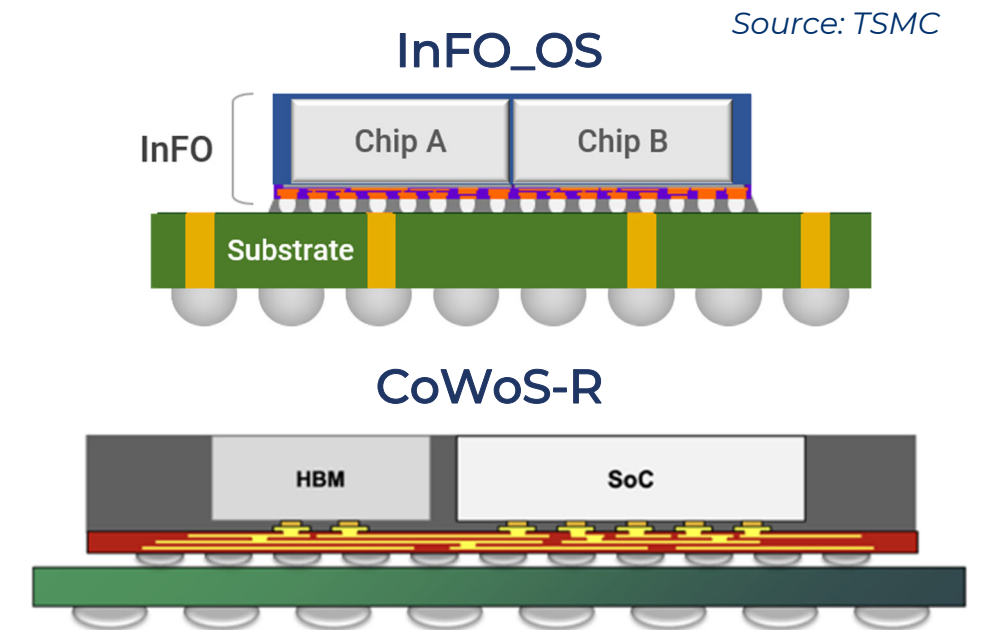 Source: TSMC
InFO_OS
InFO
Chip A
Chip B
Substrate
CoWoS-R
HBM
SoC